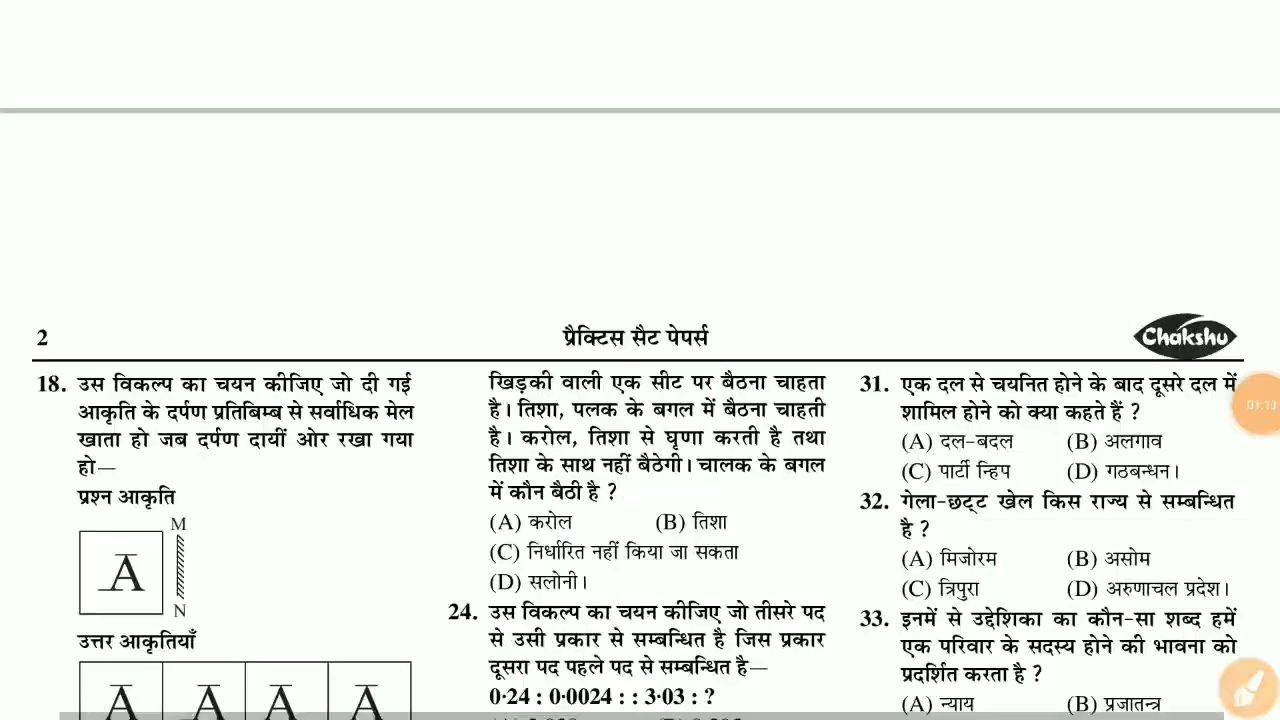 2
प्रैक्टिस सैट पेपर्स
Chakshu
18. उस विकल्प का चयन कीजिए जो दी गई
आकृति के दर्पण प्रतिबिम्ब से सर्वाधिक मेल
खाता हो जब दर्पण दायीं ओर रखा गया
हो—
प्रश्न आकृति
M
A
N
उत्तर आकृतियाँ
A A A A
खिड़की वाली एक सीट पर बैठना चाहता
है। तिशा, पलक के बगल में बैठना चाहती
है। करोल, तिशा से घृणा करती है तथा
तिशा के साथ नहीं बैठेगी। चालक के बगल
में कौन बैठी है ?
(A) करोल (B) तिशा
(C) निर्धारित नहीं किया जा सकता
(D) सलोनी।
24. उस विकल्प का चयन कीजिए जो तीसरे पद
से उसी प्रकार से सम्बन्धित है जिस प्रकार
दूसरा पद पहले पद से सम्बन्धित है—
0·24 : 0·0024 : : 3·03 : ?
31. एक दल से चयनित होने के बाद दूसरे दल में
शामिल होने को क्या कहते हैं ?
(A) दल-बदल (B) अलगाव
(C) पार्टी न्हिप (D) गठबन्धन।
32. गेला-छट्ट खेल किस राज्य से सम्बन्धित
है ?
(A) मिजोरम (B) असोम
(C) त्रिपुरा (D) अरुणाचल प्रदेश।
33. इनमें से उद्देशिका का कौन-सा शब्द हमें
एक परिवार के सदस्य होने की भावना को
प्रदर्शित करता है ?
(A) न्याय (B) प्रजातन्त्र